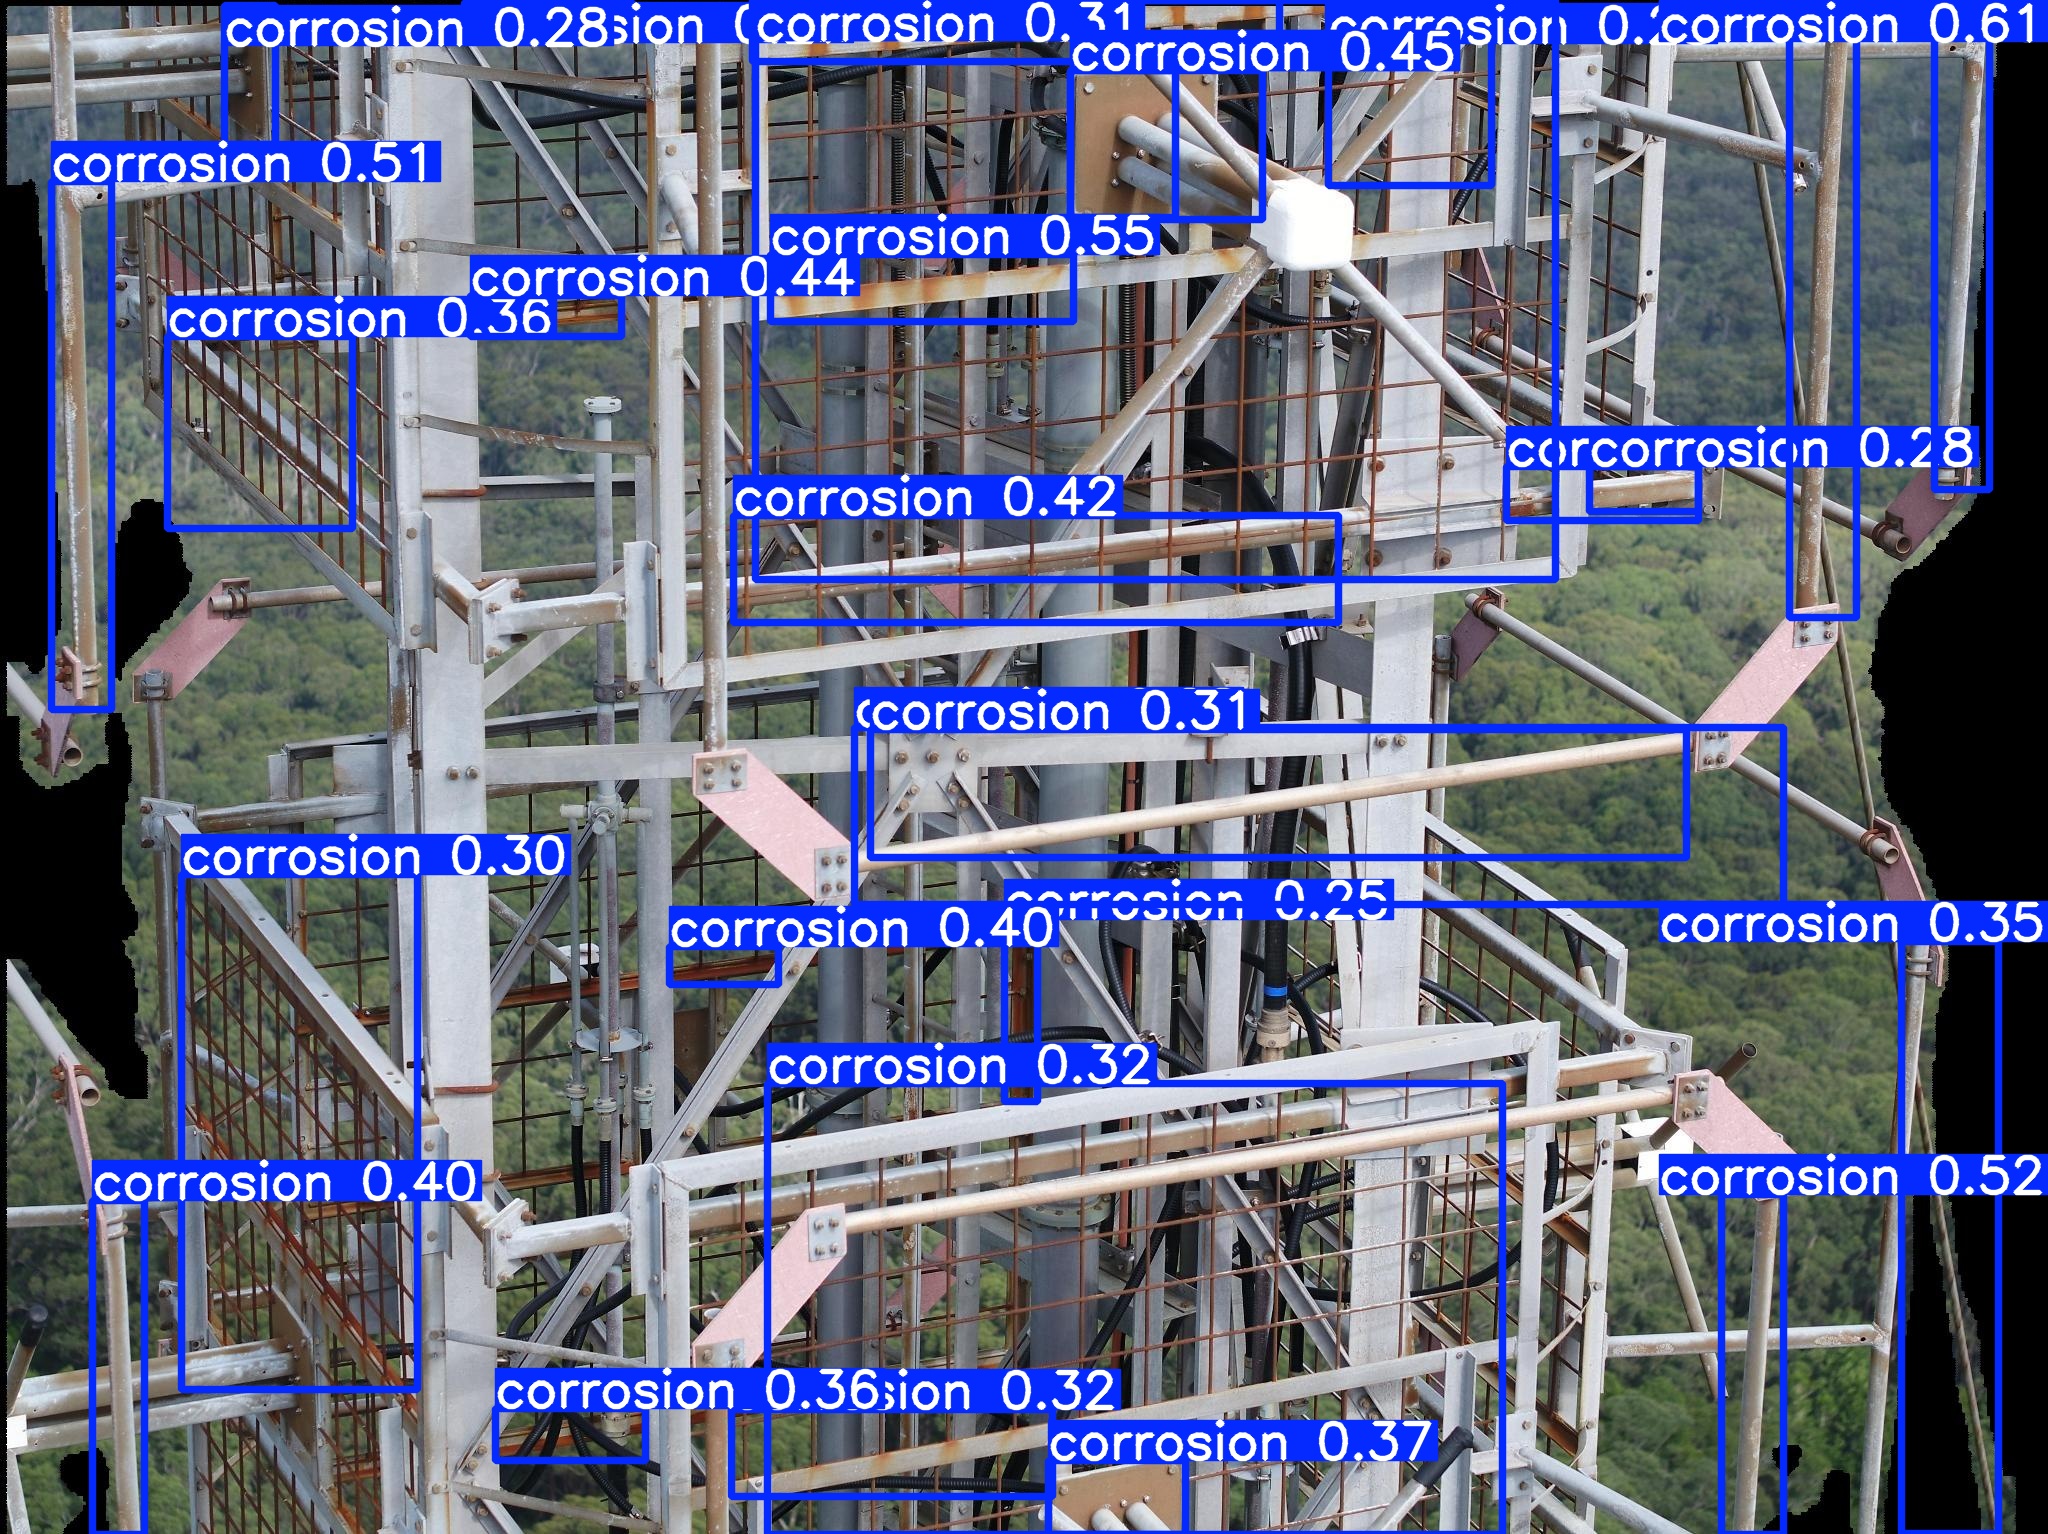 corrosion 0.28
corrosion 0.31
corrosion 0.61
corrosion 0.45
corrosion 0.51
corrosion 0.55
corrosion 0.44
corrosion 0.36
corrosion 0.28
corrosion 0.42
corrosion 0.31
corrosion 0.30
corrosion 0.25
corrosion 0.40
corrosion 0.35
corrosion 0.32
corrosion 0.40
corrosion 0.52
corrosion 0.36
sion 0.32
corrosion 0.37